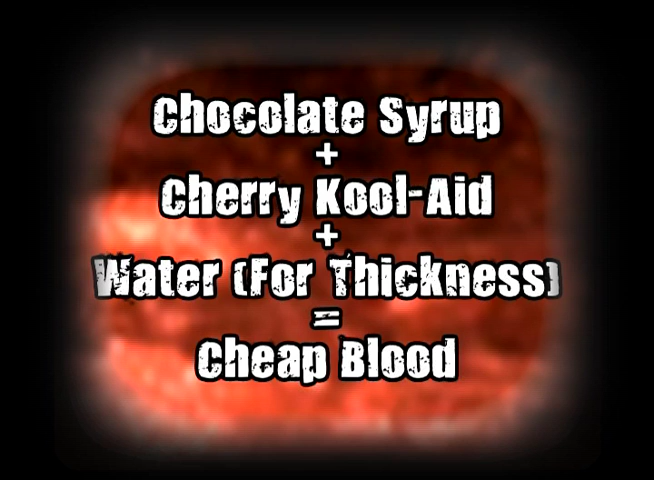 Chocolate Syrup
+
Cherry Kool-Aid
+
Water (For Thickness)
=
Cheap Blood